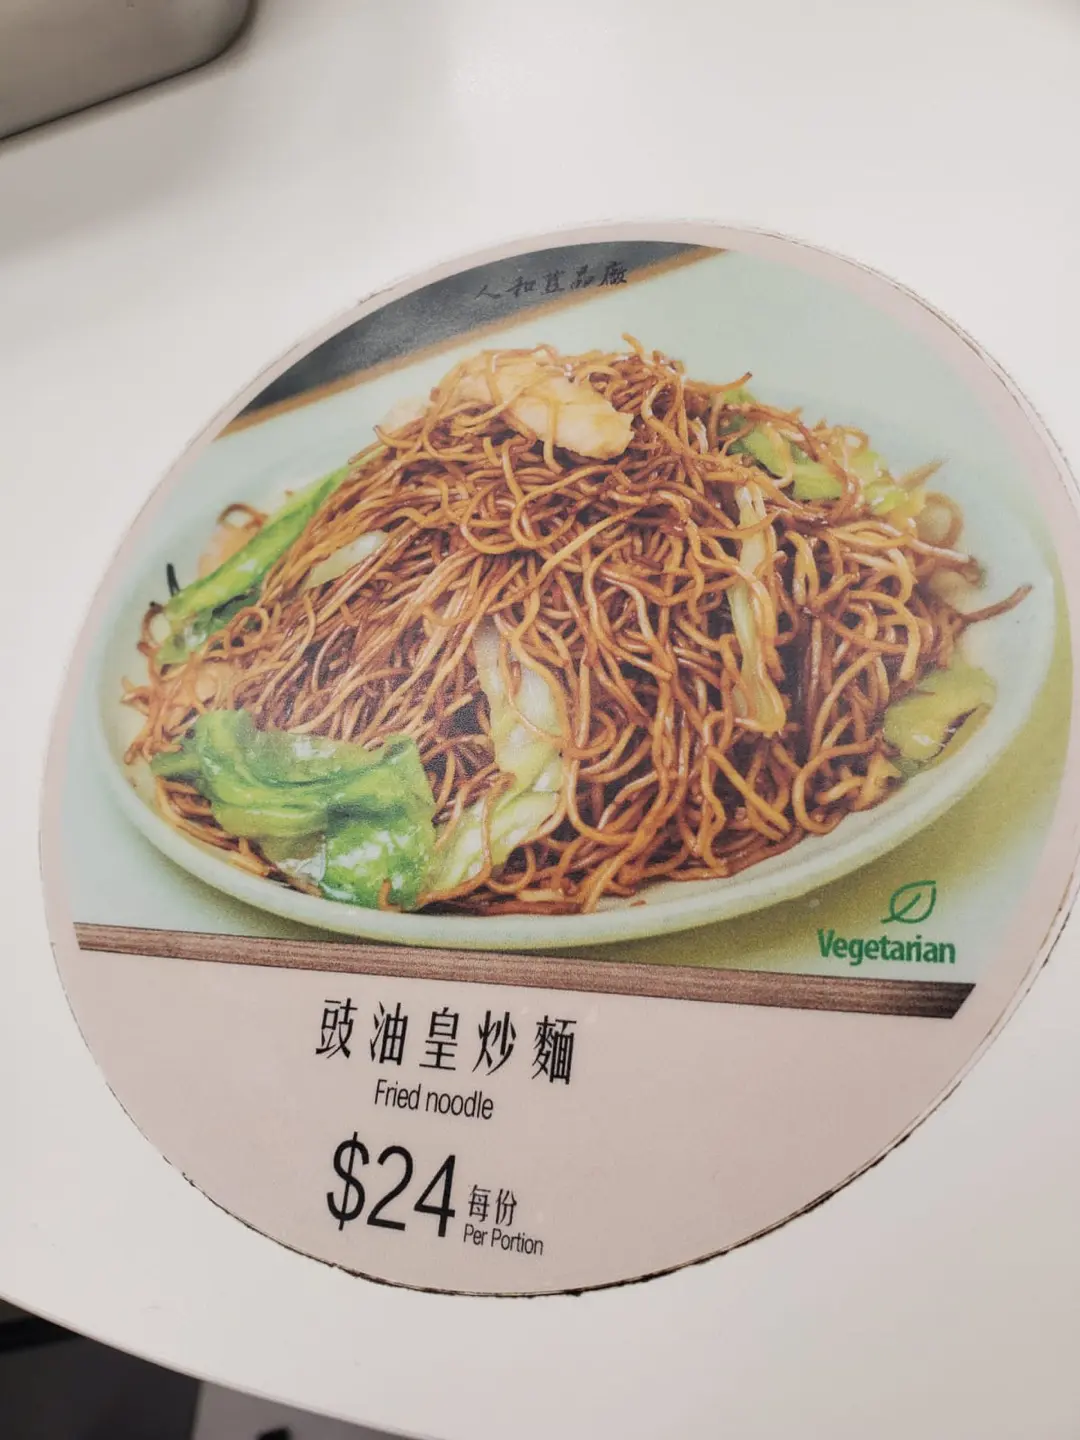 人和荳品廠
Vegetarian
豉油皇炒麵
Fried noodle
$24 每份
Per Portion